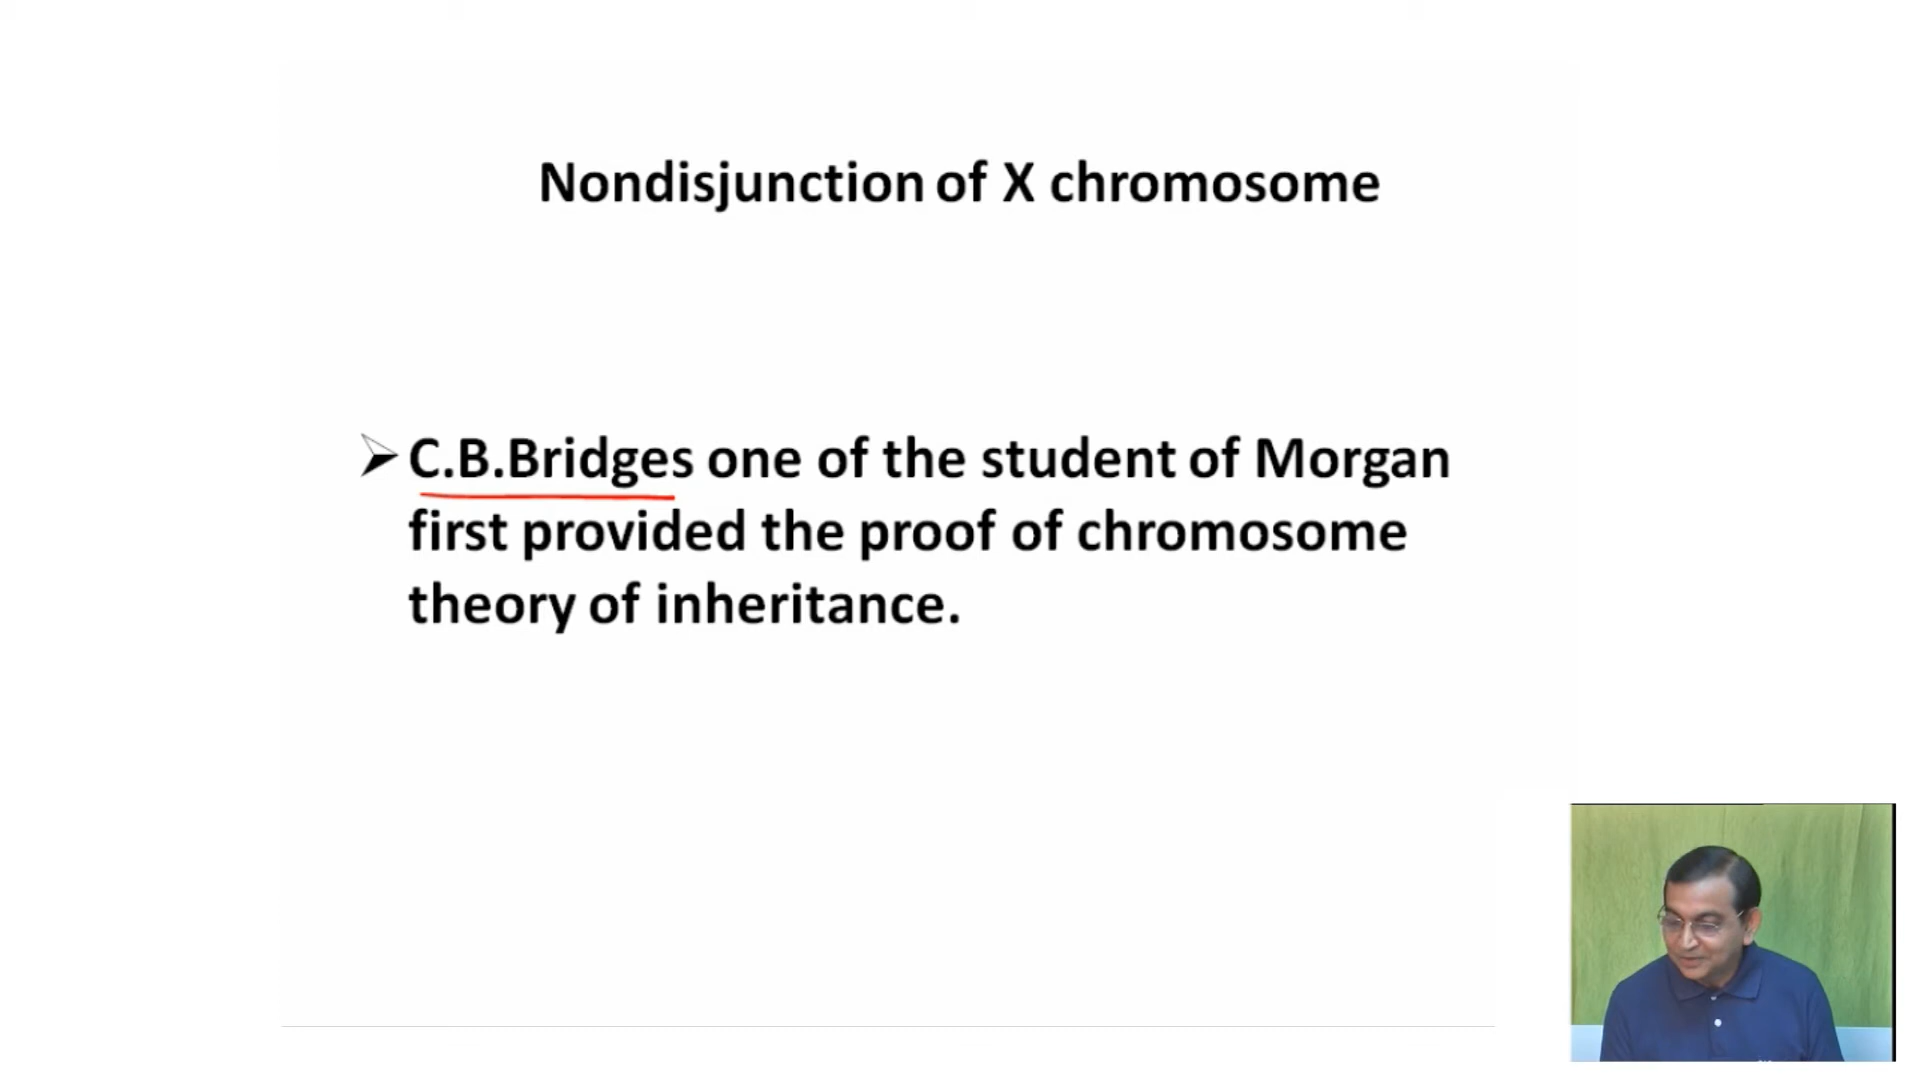 Nondisjunction of X chromosome
C.B.Bridges one of the student of Morgan
first provided the proof of chromosome
theory of inheritance.